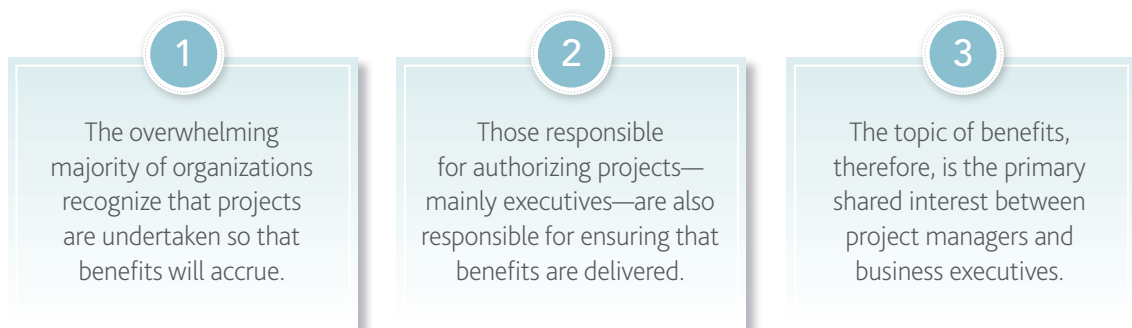 1
The overwhelming
majority of organizations
recognize that projects
are undertaken so that
benefits will accrue.
2
Those responsible
for authorizing projects—
mainly executives—are also
responsible for ensuring that
benefits are delivered.
3
The topic of benefits,
therefore, is the primary
shared interest between
project managers and
business executives.